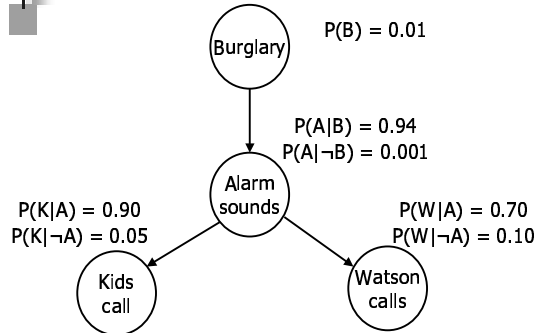 Burglary
P(B) = 0.01
P(A|B) = 0.94
P(A|¬B) = 0.001
Alarm
sounds
P(K|A) = 0.90
P(K|¬A) = 0.05
P(W|A) = 0.70
P(W|¬A) = 0.10
Kids
call
Watson
calls